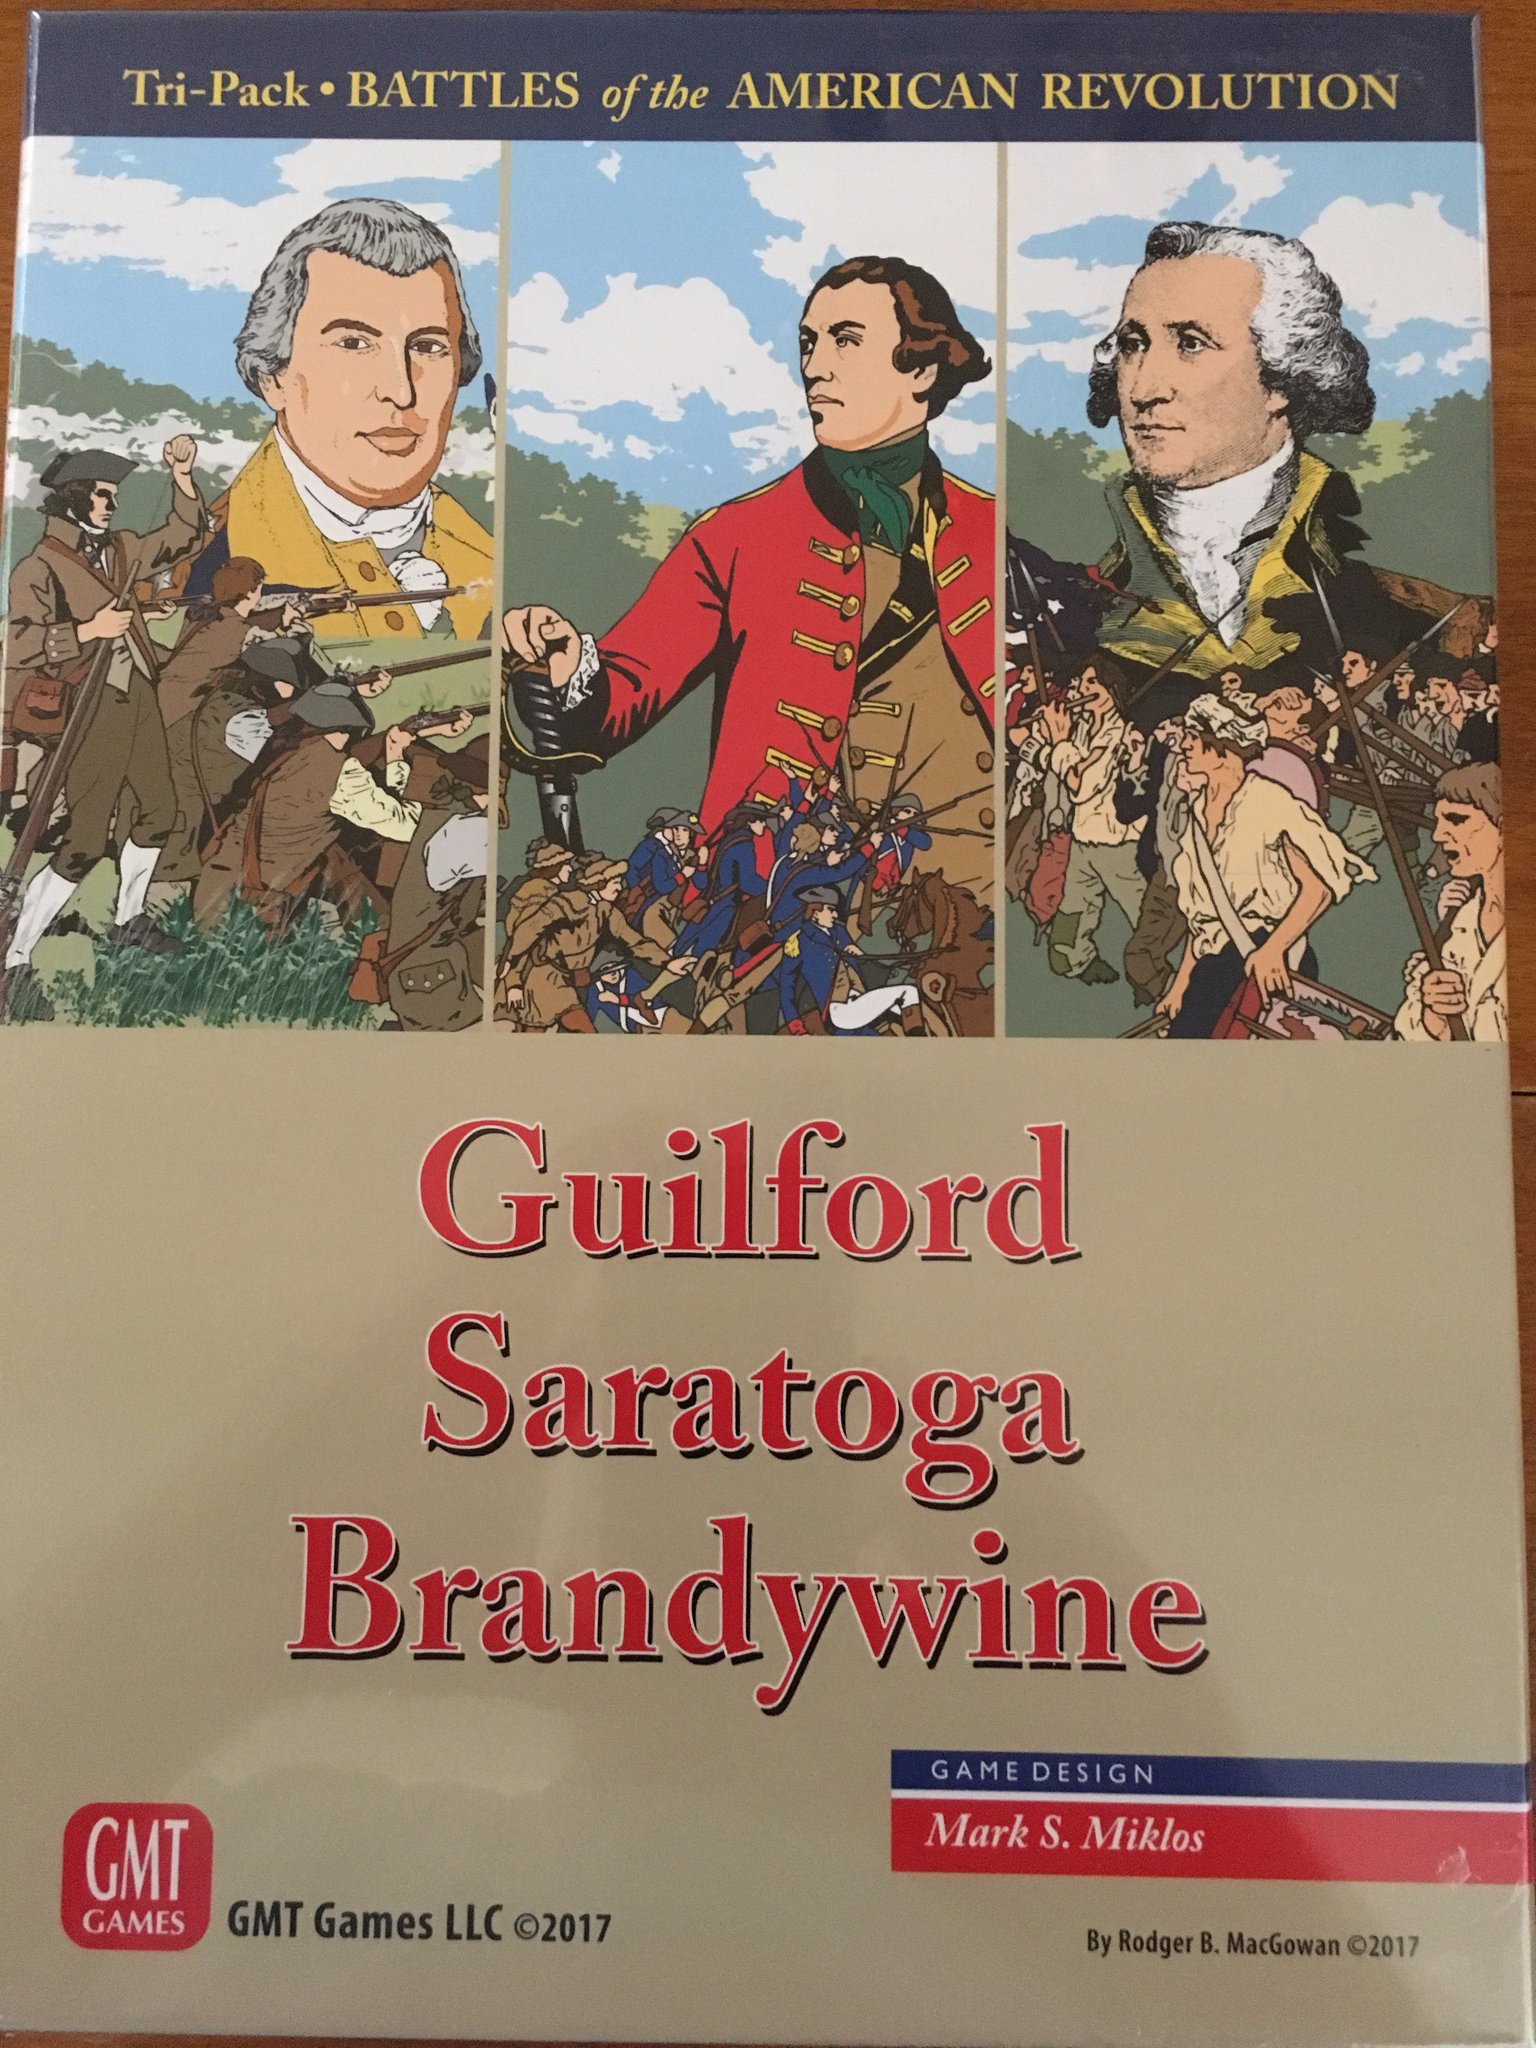 Tri-Pack • BATTLES of the AMERICAN REVOLUTION
Guilford
Saratoga
Brandywine
GAME DESIGN
Mark S. Miklos
GMT
GAMES
GMT Games LLC ©2017
By Rodger B. MacGowan ©2017